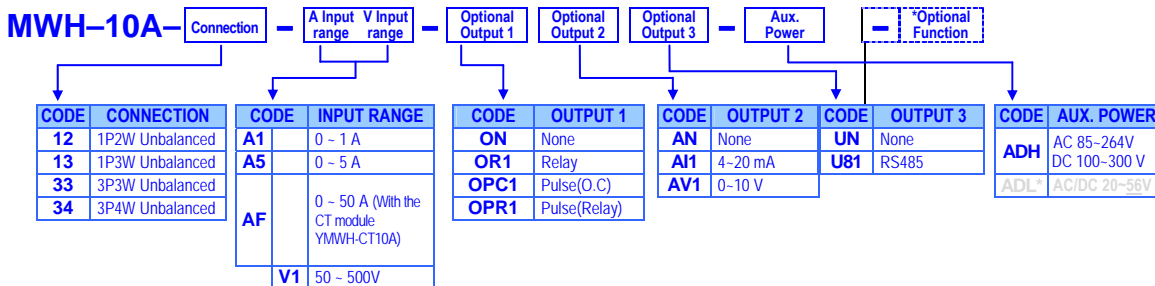 MWH–10A– Connection – A Input range V Input range – Optional Output 1 Optional Output 2 Optional Output 3 – Aux. Power – *Optional Function
CODE CONNECTION
12 1P2W Unbalanced
13 1P3W Unbalanced
33 3P3W Unbalanced
34 3P4W Unbalanced
CODE INPUT RANGE
A1 0 ~ 1 A
A5 0 ~ 5 A
AF 0 ~ 50 A (With the
CT module
YMWH-CT10A)
V1 50 ~ 500V
CODE OUTPUT 1
ON None
OR1 Relay
OPC1 Pulse(O.C)
OPR1 Pulse(Relay)
CODE OUTPUT 2
AN None
AI1 4~20 mA
AV1 0~10 V
CODE OUTPUT 3
UN None
U81 RS485
CODE AUX. POWER
ADH AC 85~264V
DC 100~300 V
ADL* AC/DC 20~56V